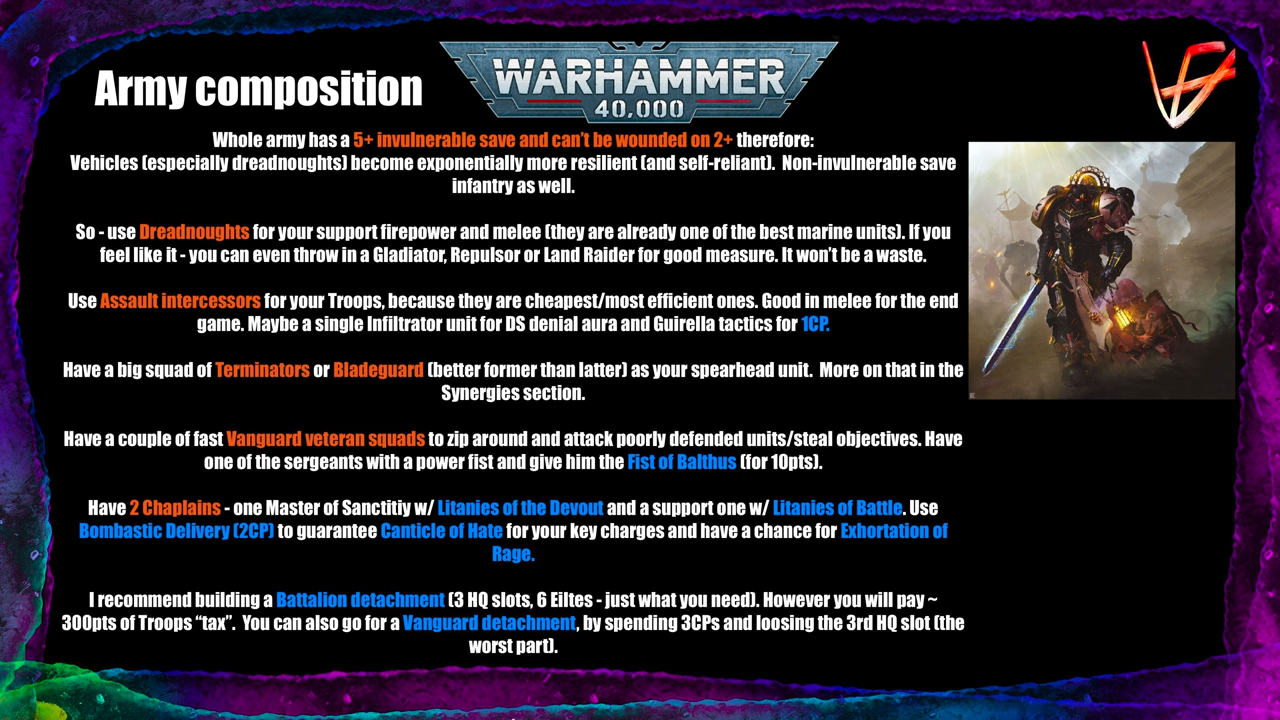 Army composition
WARHAMMER
40,000
Whole army has a 5+ invulnerable save and can't be wounded on 2+ therefore:
Vehicles (especially dreadnoughts) become exponentially more resilient (and self-reliant). Non-invulnerable save
infantry as well.
So - use Dreadnoughts for your support firepower and melee (they are already one of the best marine units). If you
feel like it - you can even throw in a Gladiator, Repulsor or Land Raider for good measure. It won't be a waste.
Use Assault intercessors for your Troops, because they are cheapest/most efficient ones. Good in melee for the end
game. Maybe a single Infiltrator unit for DS denial aura and Guirella tactics for 1CP.
Have a big squad of Terminators or Bladeguard (better former than latter) as your spearhead unit. More on that in the
Synergies section.
Have a couple of fast Vanguard veteran squads to zip around and attack poorly defended units/steal objectives. Have
one of the sergeants with a power fist and give him the Fist of Balthus (for 10pts).
Have 2 Chaplains - one Master of Sanctitiy w/ Litanies of the Devout and a support one w/ Litanies of Battle. Use
Bombastic Delivery (2CP) to guarantee Canticle of Hate for your key charges and have a chance for Exhortation of
Rage.
I recommend building a Battalion detachment (3 HQ slots, 6 Eiltes - just what you need). However you will pay ~
300pts of Troops “tax”. You can also go for a Vanguard detachment, by spending 3CPs and loosing the 3rd HQ slot (the
worst part).